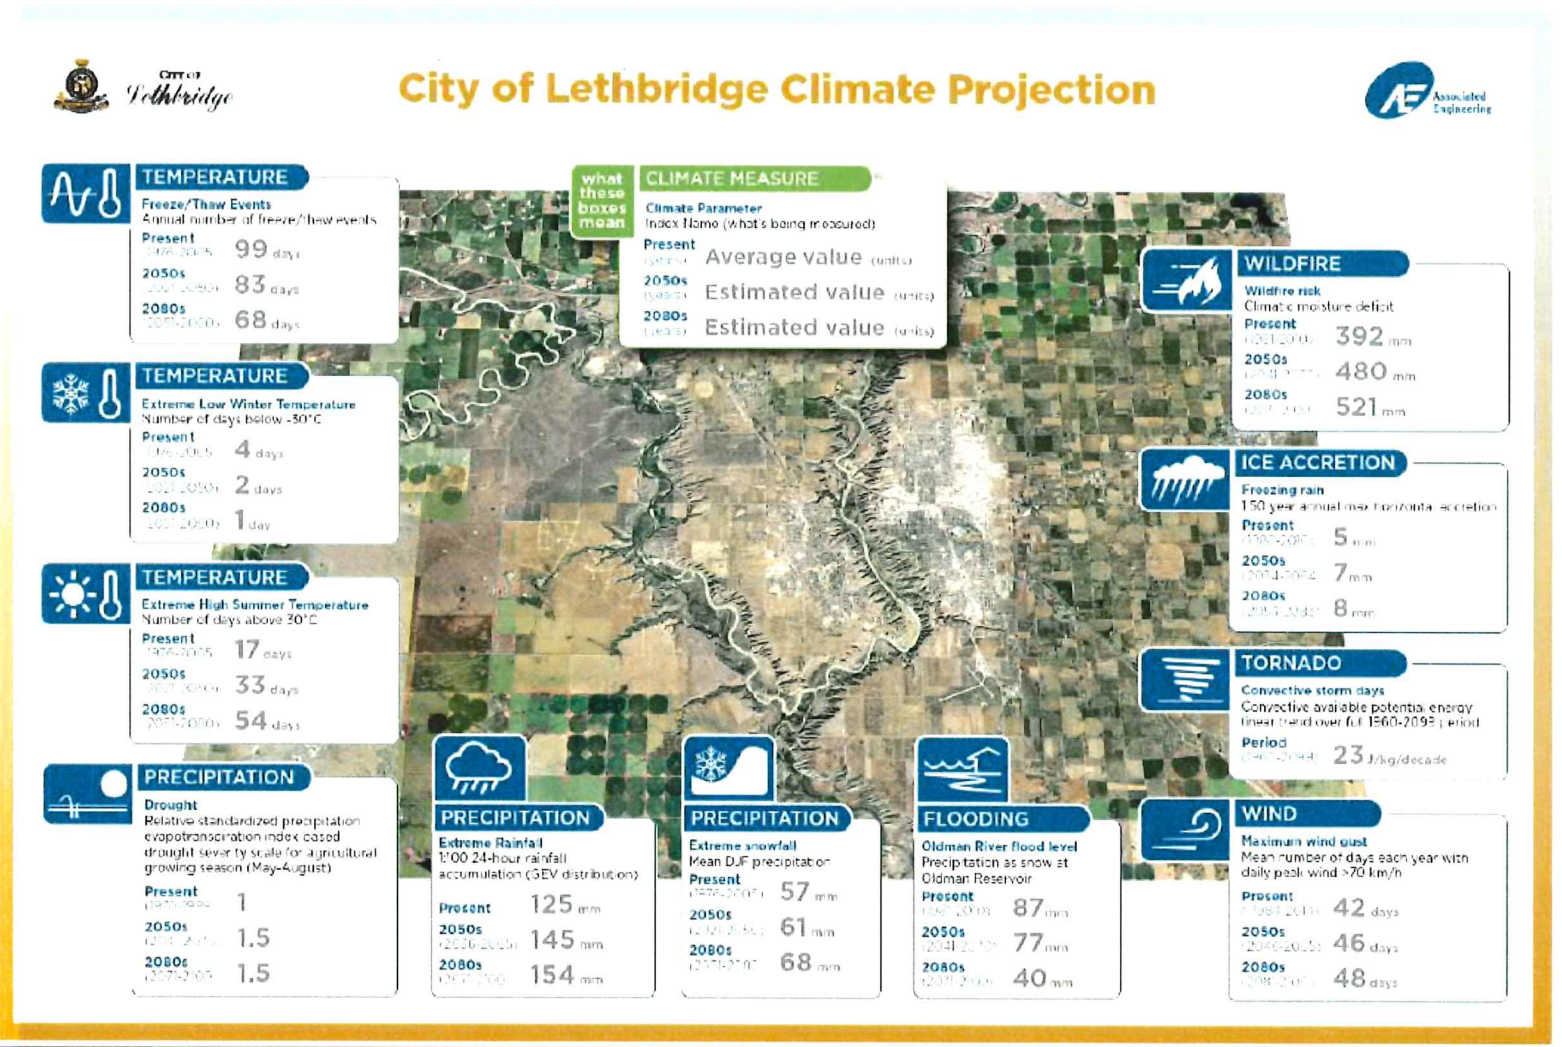 CITY OF
Lethbridge
City of Lethbridge Climate Projection
AE
Associated
Engineering
TEMPERATURE
Freeze/Thaw Events
Annual number of freeze/thaw events
Present
1976-2005 99 days
2050s
83 days
2080s
68 days
TEMPERATURE
Extreme Low Winter Temperature
Number of days below -30°C
Present
1976-2005 4 days
2050s
2 days
2080s
1 day
TEMPERATURE
Extreme High Summer Temperature
Number of days above 30°C
Present
1976-2005 17 days
2050s
33 days
2080s
54 days
PRECIPITATION
Drought
Relative standardized precipitation
evapotranspiration index based
drought severity scale for agricultural
growing season (May-August)
Present
1
2050s
1.5
2080s
1.5
what
these
boxes
mean
CLIMATE MEASURE
Climate Parameter
Index Name (what's being measured)
Present
(years) Average value (units)
2050s
(years) Estimated value (units)
2080s
(years) Estimated value (units)
PRECIPITATION
Extreme Rainfall
1:100 24-hour rainfall
accumulation (GEV distribution)
Present 125 mm
2050s
145 mm
2080s
154 mm
PRECIPITATION
Extreme snowfall
Mean DJF precipitation
Present
57 mm
2050s
61 mm
2080s
68 mm
FLOODING
Oldman River flood level
Precipitation as snow at
Oldman Reservoir
Present
87 mm
2050s
77 mm
2080s
40 mm
WILDFIRE
Wildfire risk
Climatic moisture deficit
Present
392 mm
2050s
480 mm
2080s
521 mm
ICE ACCRETION
Freezing rain
1:50 year annual max horizontal accretion
Present
5 mm
2050s
7 mm
2080s
8 mm
TORNADO
Convective storm days
Convective available potential energy
linear trend over full 1960-2099 period
Period
23 J/kg/decade
WIND
Maximum wind gust
Mean number of days each year with
daily peak wind >70 km/h
Present
42 days
2050s
46 days
2080s
48 days